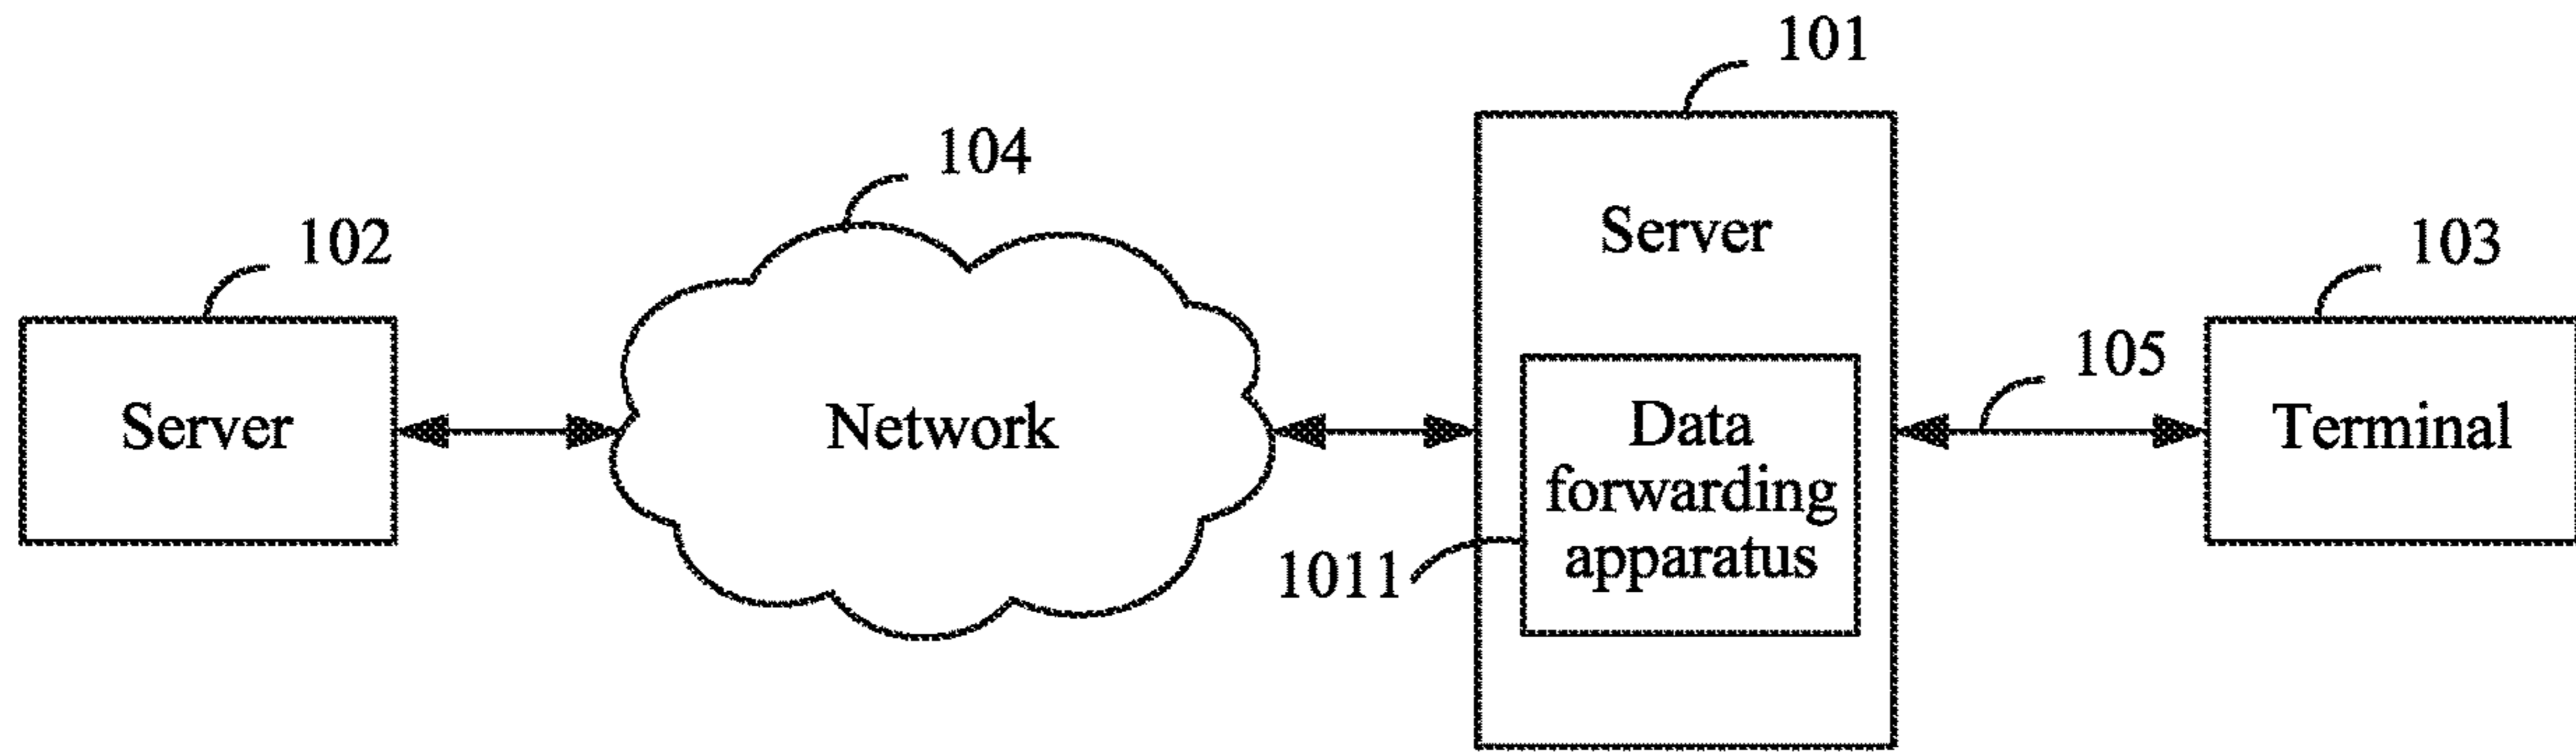 101
104
102
Server
103
105
Server
Network
Data
forwarding
apparatus
Terminal
1011